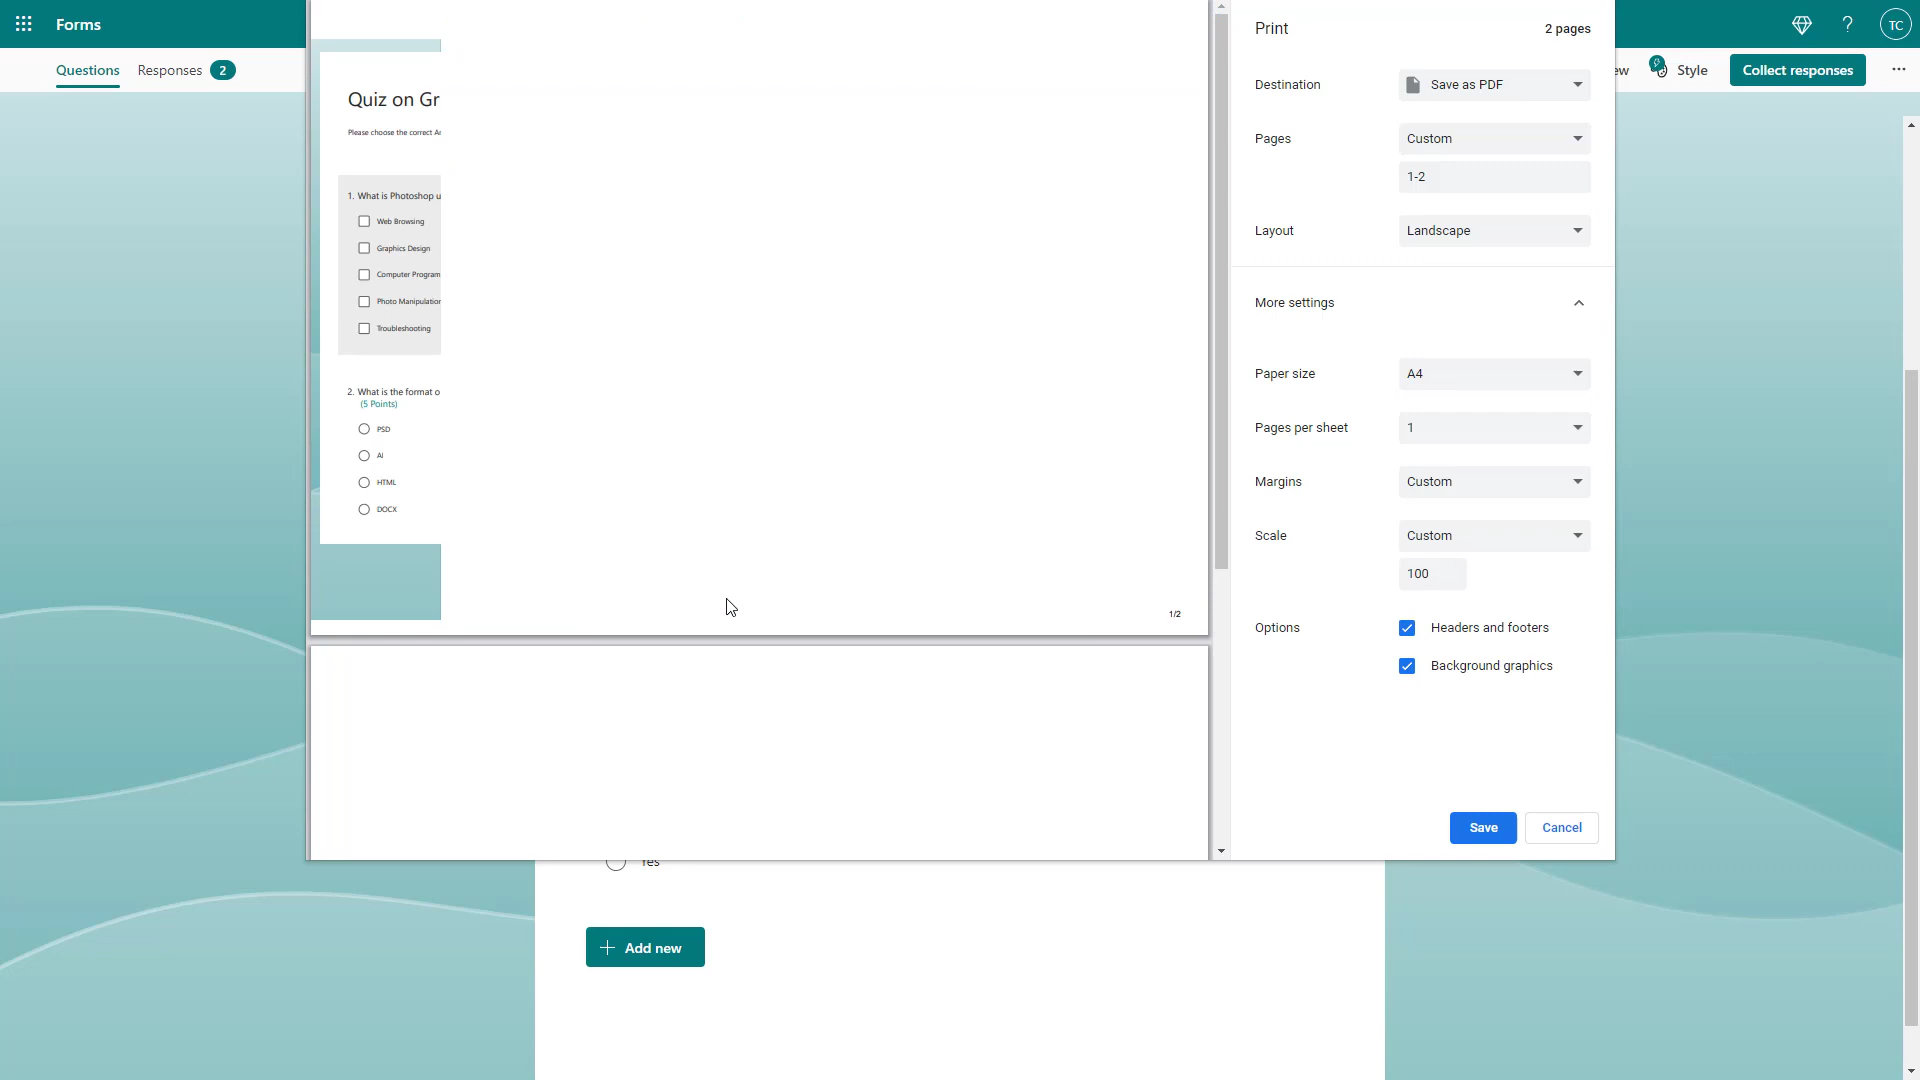 Forms
TC
Questions
Responses 2
ew
Style
Collect responses
...
Quiz on Gr
Please choose the correct A
1. What is Photoshop u
Web Browsing
Graphics Design
Computer Program
Photo Manipulation
Troubleshooting
2. What is the format o
(5 Points)
PSD
AI
HTML
DOCX
1/2
Print
2 pages
Destination
Save as PDF
Pages
Custom
1-2
Layout
Landscape
More settings
Paper size
A4
Pages per sheet
1
Margins
Custom
Scale
Custom
100
Options
Headers and footers
Background graphics
Save
Cancel
Yes
Add new